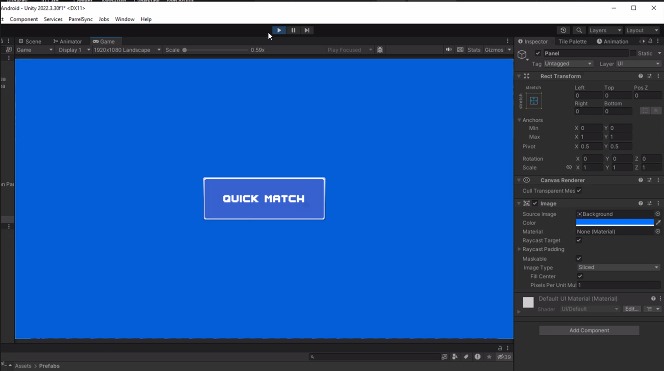 Android - Unity 2022.3.30f1* <DX11>
t Component Services PanelSync Jobs Window Help
Layers Layout
Scene Animator Game
Game Display 1 1920x1080 Landscape Scale 0.59x Play Focused Stats Gizmos
QUICK MATCH
Assets > Prefabs
Inspector Tile Palette Animation
Panel Static
Tag Untagged Layer UI
Rect Transform
stretch Left Top Pos Z
stretch 0 0 0
Right Bottom
0 0
Anchors
Min X 0 Y 0
Max X 1 Y 1
Pivot X 0.5 Y 0.5
Rotation X 0 Y 0 Z 0
Scale X 1 Y 1 Z 1
Canvas Renderer
Cull Transparent Mes
Image
Source Image Background
Color
Material None (Material)
Raycast Target
Raycast Padding
Maskable
Image Type Sliced
Fill Center
Pixels Per Unit Mul 1
Default UI Material (Material)
Shader UI/Default Edit...
Add Component